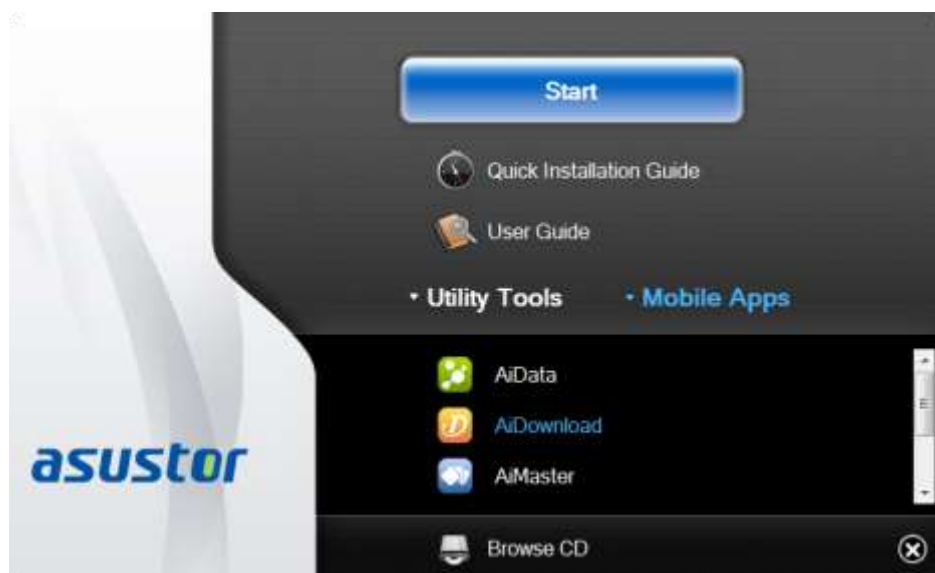 Start
Quick Installation Guide
User Guide
Utility Tools
Mobile Apps
AiData
AiDownload
AiMaster
asustor
Browse CD